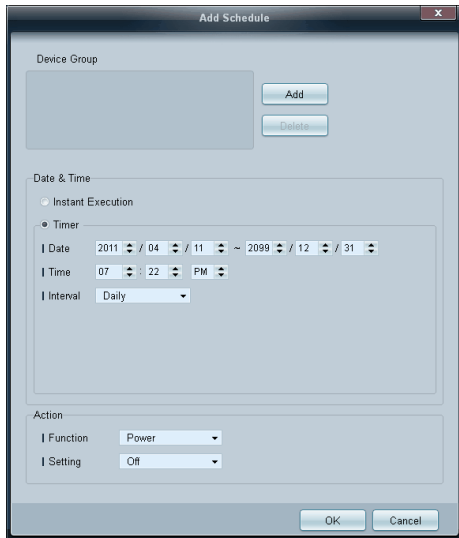 Add Schedule
x
Device Group
Add
Delete
Date & Time
Instant Execution
Timer
Date 2011 / 04 / 11 ~ 2099 / 12 / 31
Time 07 : 22 PM
Interval Daily
Action
Function Power
Setting Off
OK Cancel